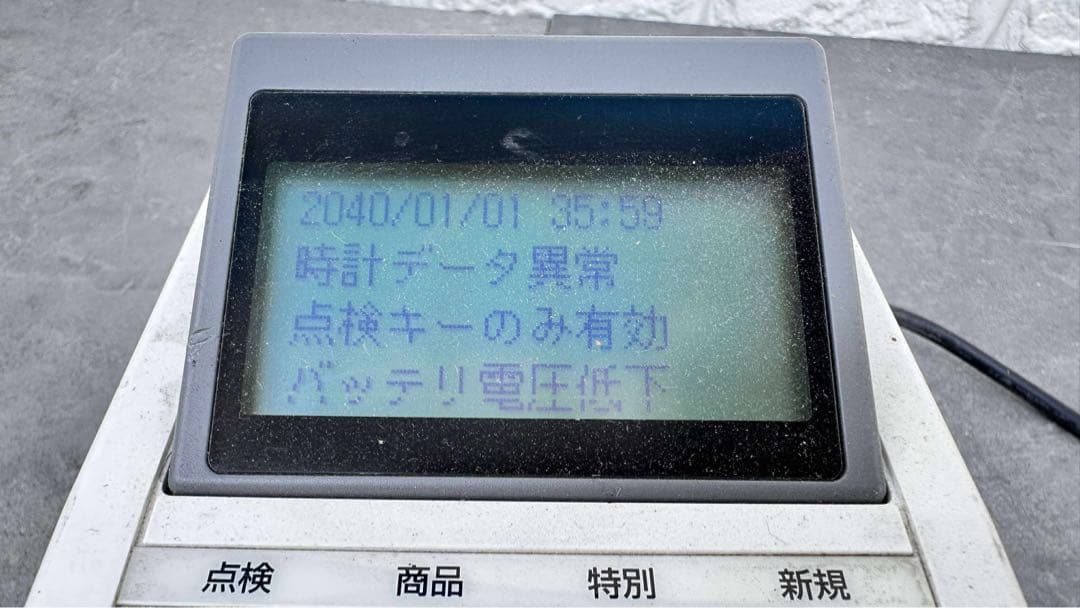 2040/01/01 35:59
時計データ異常
点検キーのみ有効
バッテリ電圧低下
点検 商品 特別 新規